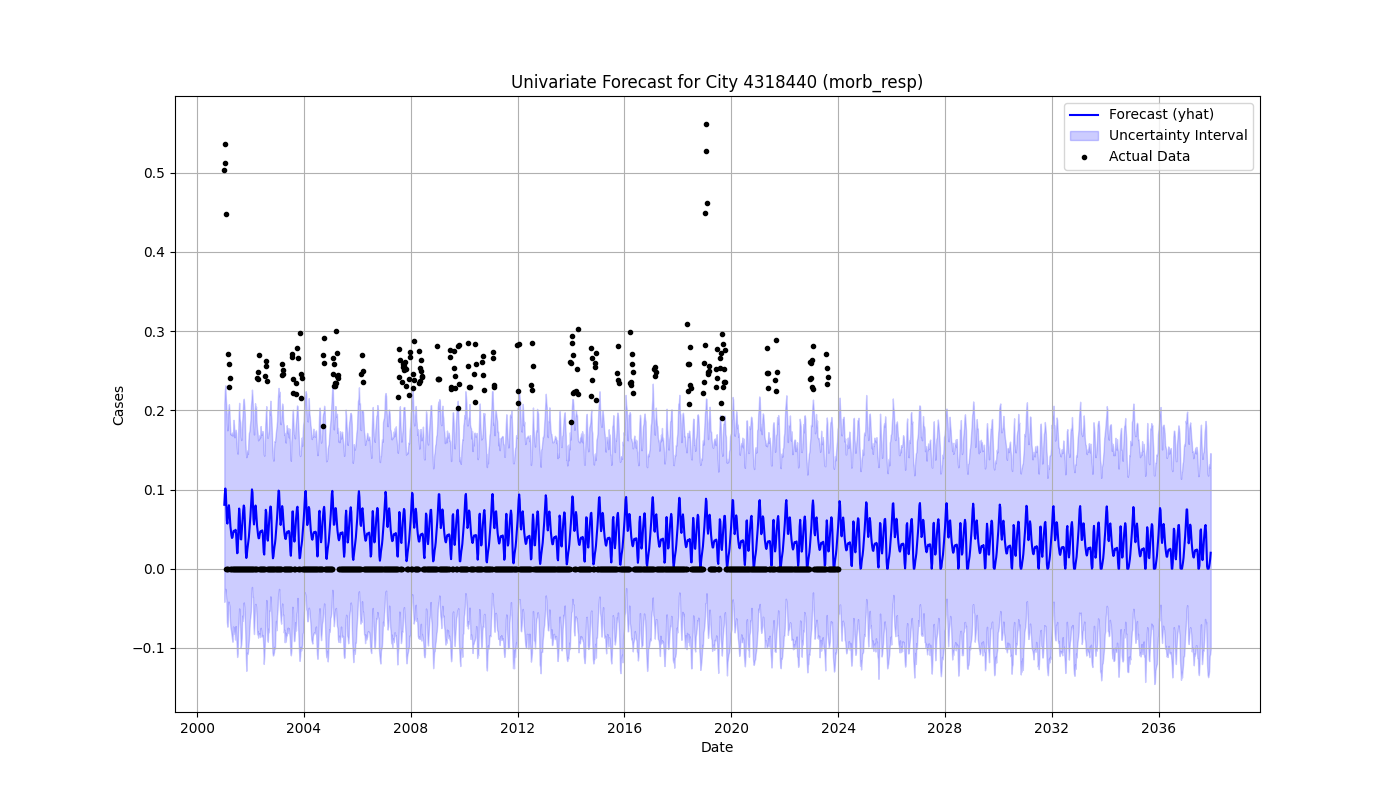 Univariate Forecast for City 4318440 (morb_resp)
Forecast (yhat)
Uncertainty Interval
Actual Data
Cases
0.5
0.4
0.3
0.2
0.1
0.0
−0.1
2000 2004 2008 2012 2016 2020 2024 2028 2032 2036
Date